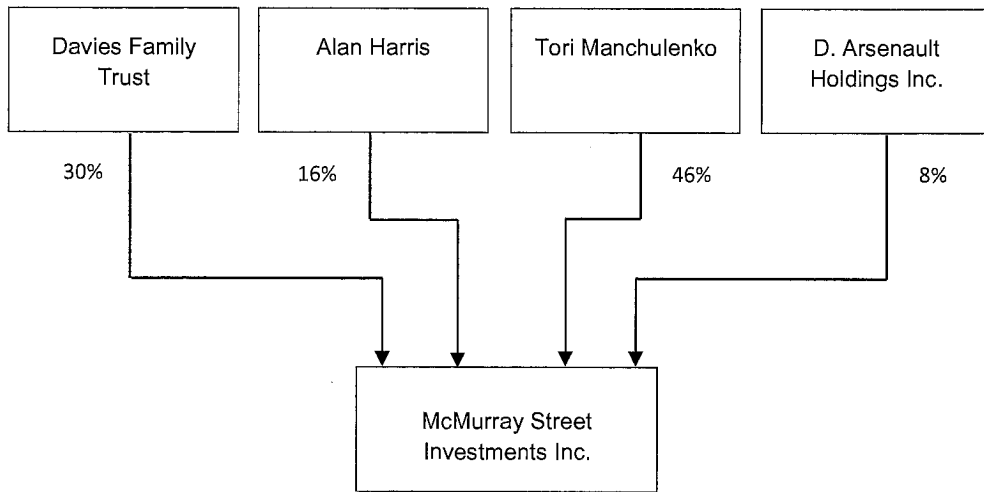 Davies Family
Trust
Alan Harris
Tori Manchulenko
D. Arsenault
Holdings Inc.
30%
16%
46%
8%
McMurray Street
Investments Inc.